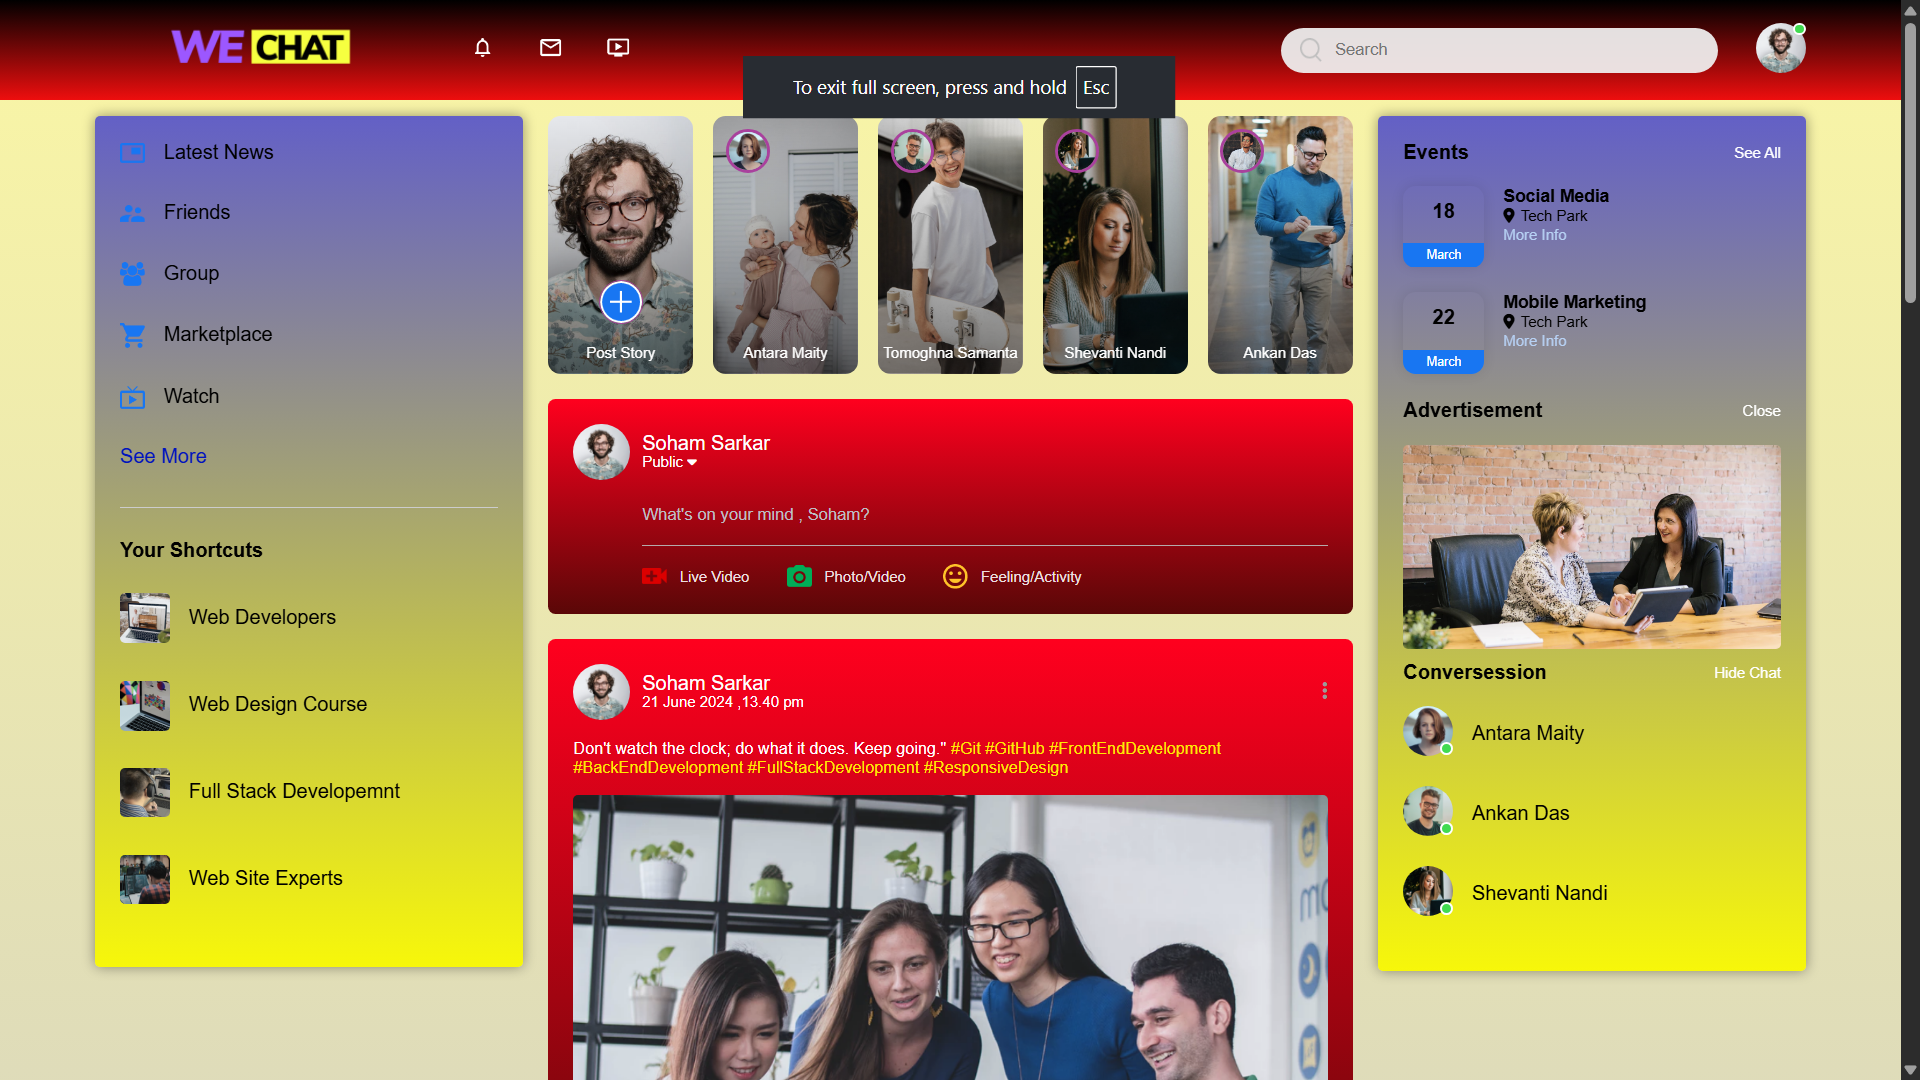 WE CHAT
Search
To exit full screen, press and hold Esc
Latest News
Friends
Group
Marketplace
Watch
See More
Your Shortcuts
Web Developers
Web Design Course
Full Stack Developemnt
Web Site Experts
Post Story
Antara Maity
Tomoghna Samanta
Shevanti Nandi
Ankan Das
Soham Sarkar
Public
What's on your mind , Soham?
Live Video
Photo/Video
Feeling/Activity
Soham Sarkar
21 June 2024 ,13.40 pm
Don't watch the clock; do what it does. Keep going." #Git #GitHub #FrontEndDevelopment
#BackEndDevelopment #FullStackDevelopment #ResponsiveDesign
Events
See All
18
March
Social Media
Tech Park
More Info
22
March
Mobile Marketing
Tech Park
More Info
Advertisement
Close
Conversession
Hide Chat
Antara Maity
Ankan Das
Shevanti Nandi